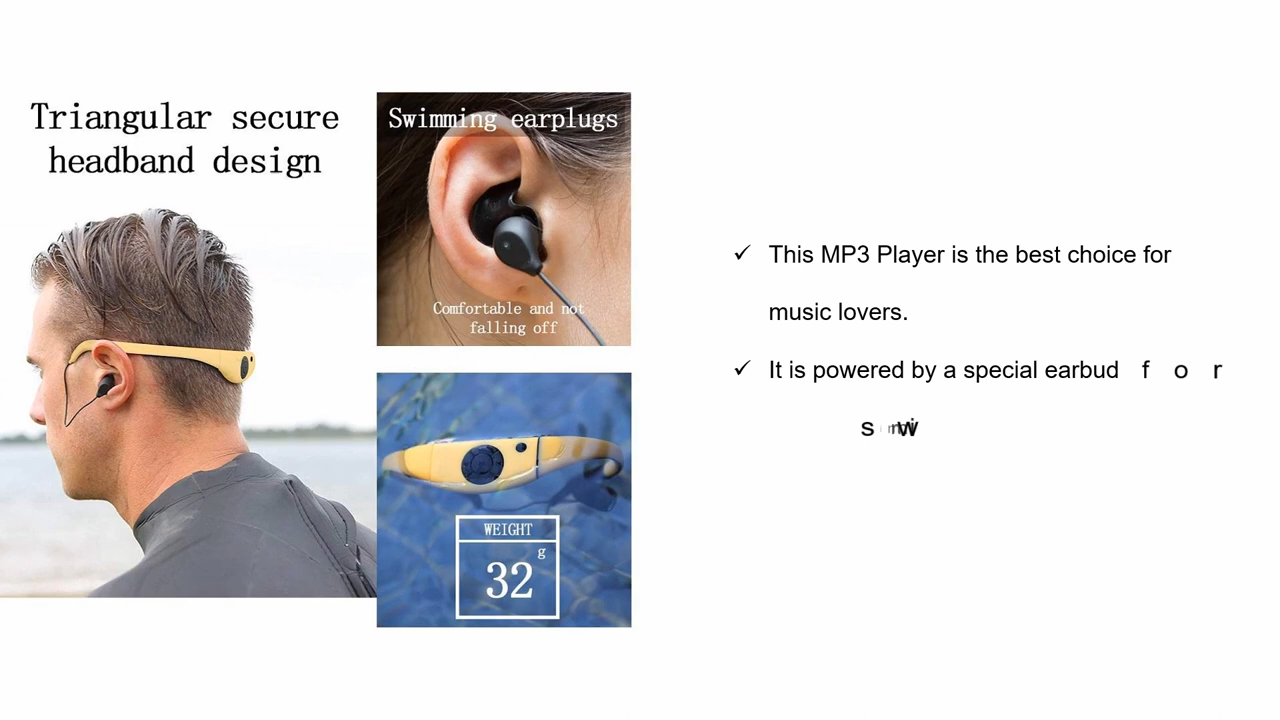 Triangular secure
headband design
Swimming earplugs
Comfortable and not
falling off
WEIGHT
32 g
✓ This MP3 Player is the best choice for
music lovers.
✓ It is powered by a special earbud for